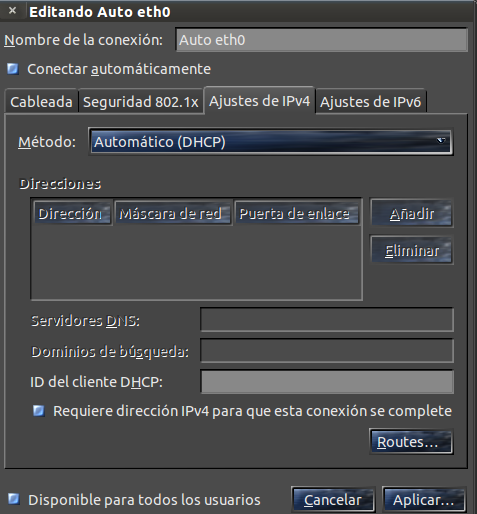 Editando Auto eth0
Nombre de la conexión: Auto eth0
Conectar automáticamente
Cableada Seguridad 802.1x Ajustes de IPv4 Ajustes de IPv6
Método: Automático (DHCP)
Direcciones
Dirección Máscara de red Puerta de enlace Añadir
Eliminar
Servidores DNS:
Dominios de búsqueda:
ID del cliente DHCP:
Requiere dirección IPv4 para que esta conexión se complete
Routes...
Disponible para todos los usuarios Cancelar Aplicar...